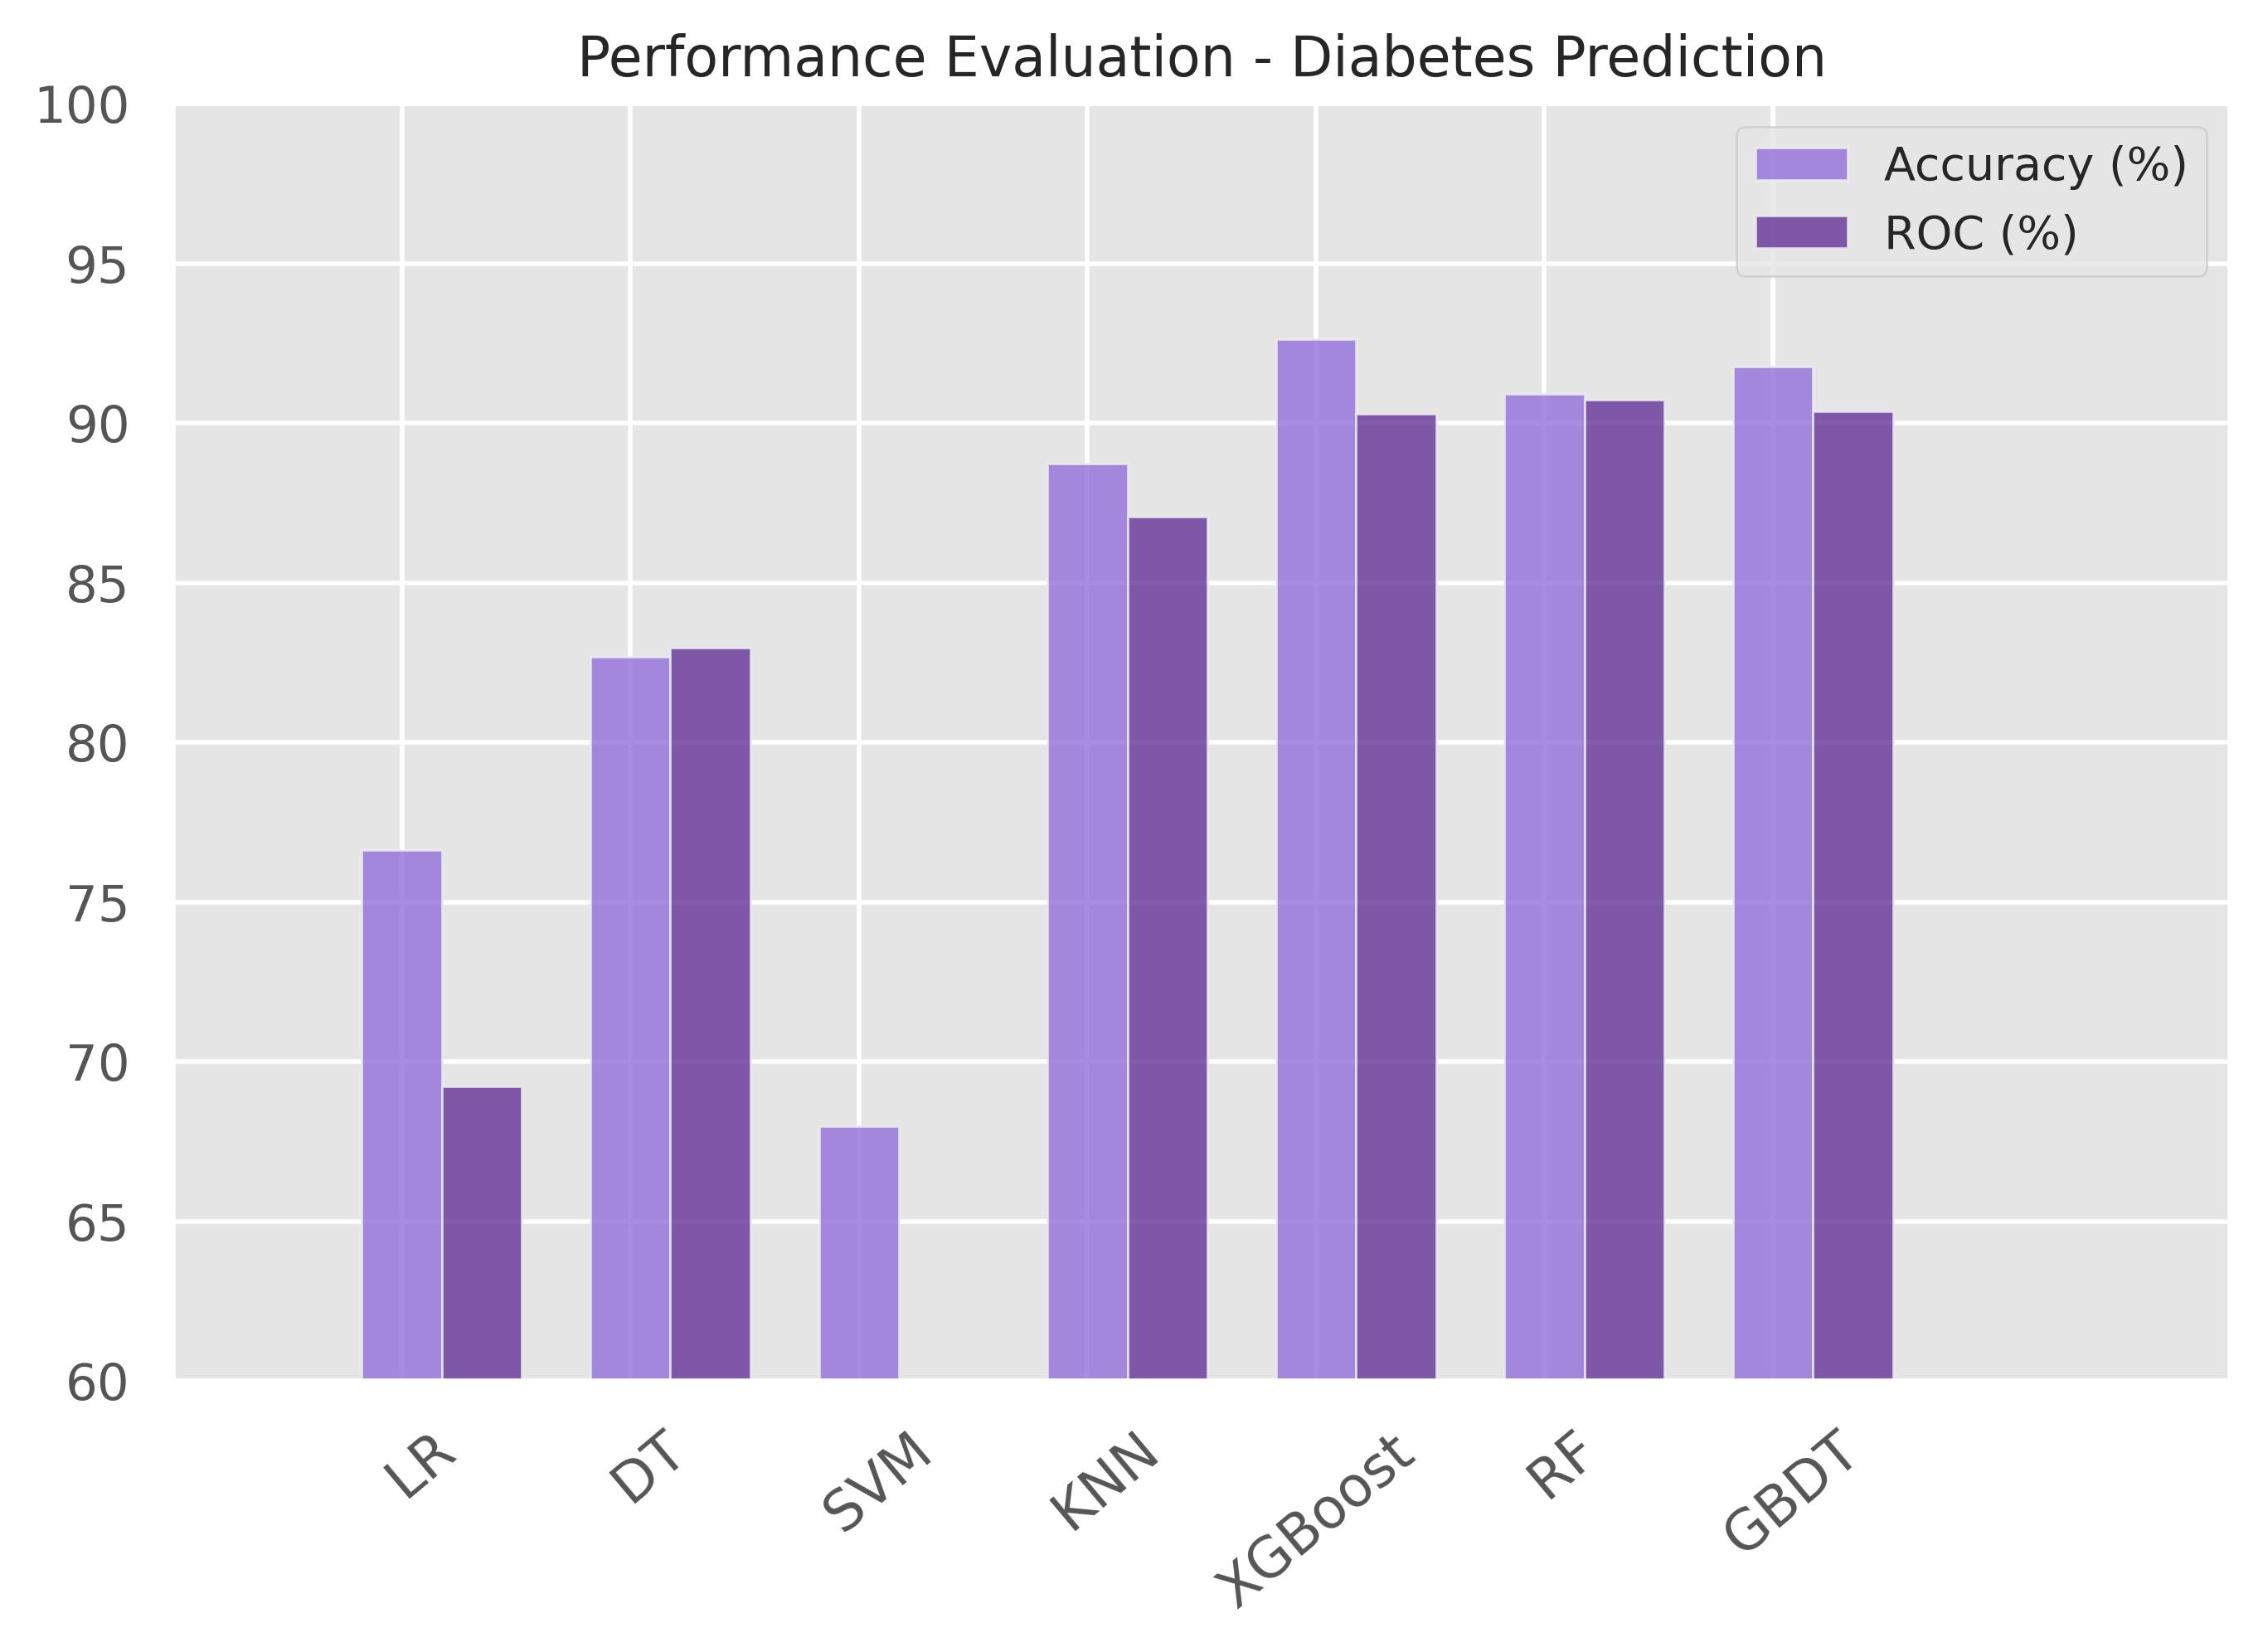 Performance Evaluation - Diabetes Prediction
100
95
90
85
80
75
70
65
60
Accuracy (%)
ROC (%)
LR
DT
SVM
KNN
XGBoost
RF
GBDT